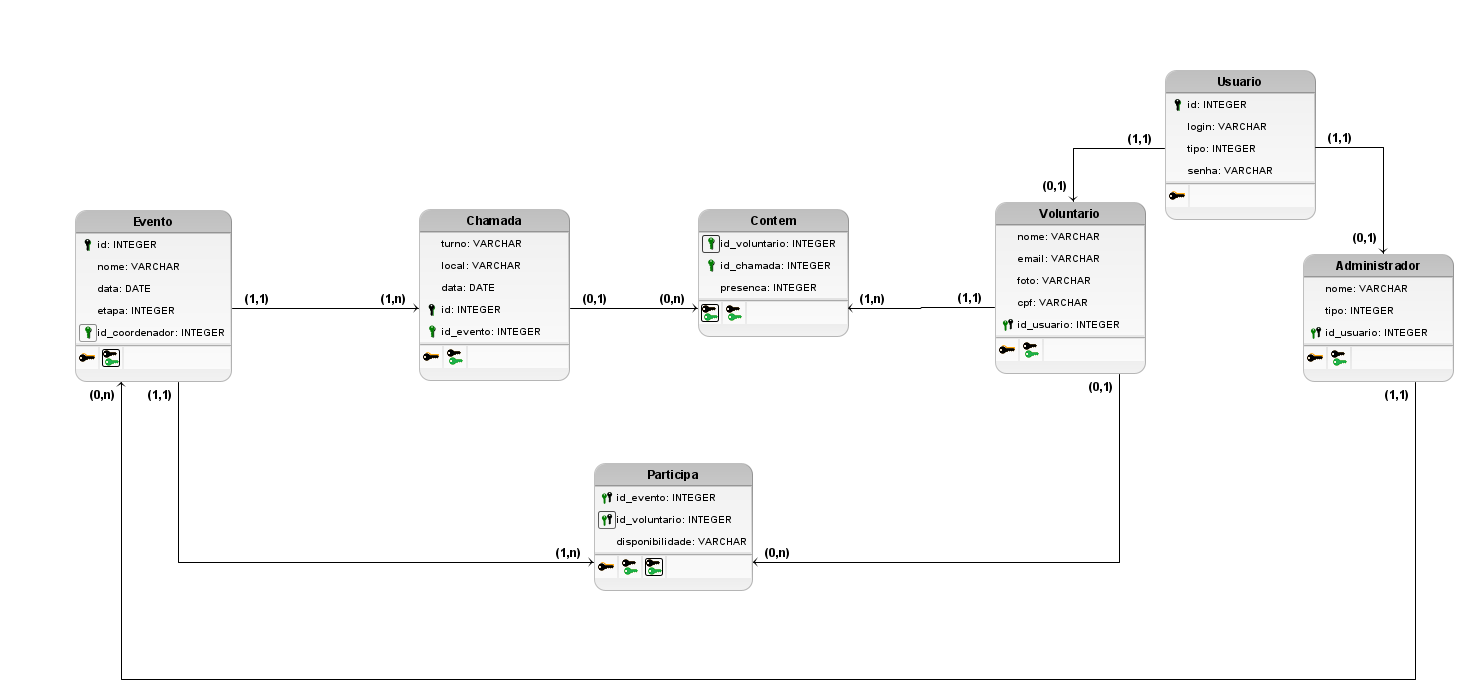 Usuario
id: INTEGER
login: VARCHAR
tipo: INTEGER
senha: VARCHAR
(1,1)
(1,1)
(0,1)
(0,1)
Evento
id: INTEGER
nome: VARCHAR
data: DATE
etapa: INTEGER
id_coordenador: INTEGER
(1,1)
(1,n)
Chamada
turno: VARCHAR
local: VARCHAR
data: DATE
id: INTEGER
id_evento: INTEGER
(0,1)
(0,n)
Contem
id_voluntario: INTEGER
id_chamada: INTEGER
presenca: INTEGER
(1,n)
(1,1)
Voluntario
nome: VARCHAR
email: VARCHAR
foto: VARCHAR
cpf: VARCHAR
id_usuario: INTEGER
Administrador
nome: VARCHAR
tipo: INTEGER
id_usuario: INTEGER
(0,n)
(1,1)
(0,1)
(1,1)
Participa
id_evento: INTEGER
id_voluntario: INTEGER
disponibilidade: VARCHAR
(1,n)
(0,n)